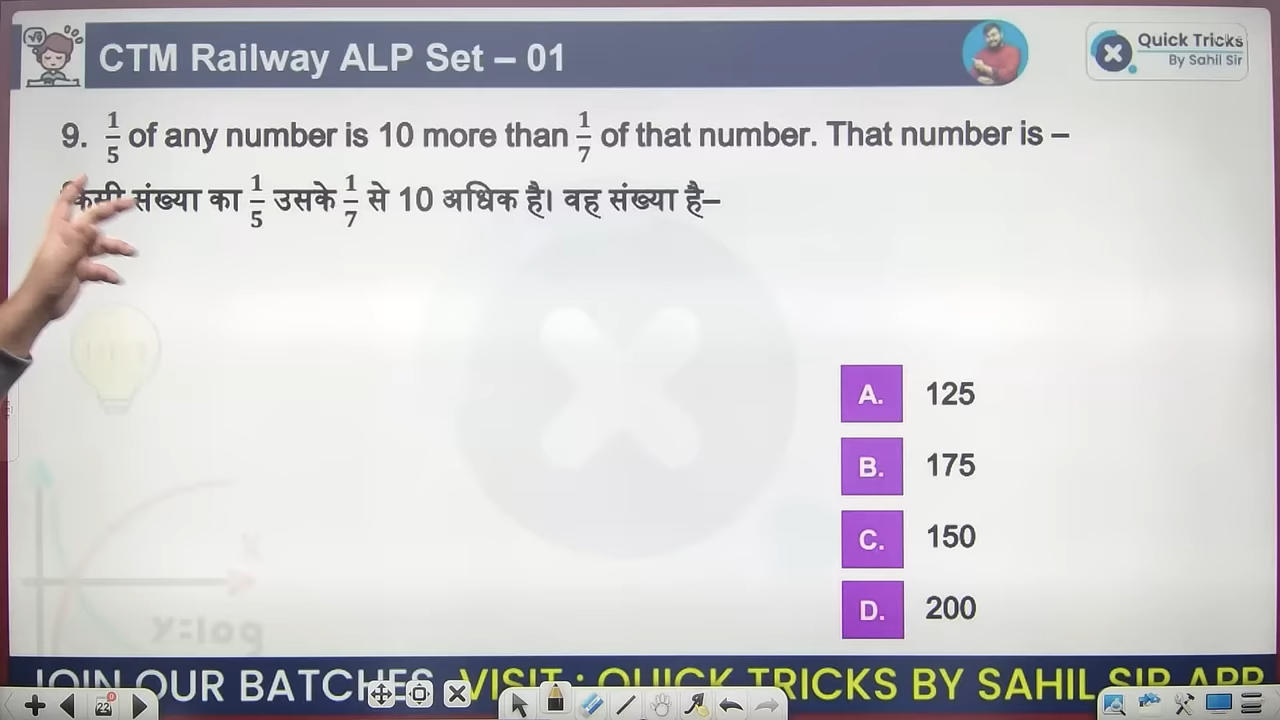 CTM Railway ALP Set – 01
Quick Tricks
By Sahil Sir
9. 1/5 of any number is 10 more than 1/7 of that number. That number is –
किसी संख्या का 1/5 उसके 1/7 से 10 अधिक है। वह संख्या है–
A. 125
B. 175
C. 150
D. 200
y=log
x
JOIN OUR BATCHES VISIT : QUICK TRICKS BY SAHIL SIR APP
22